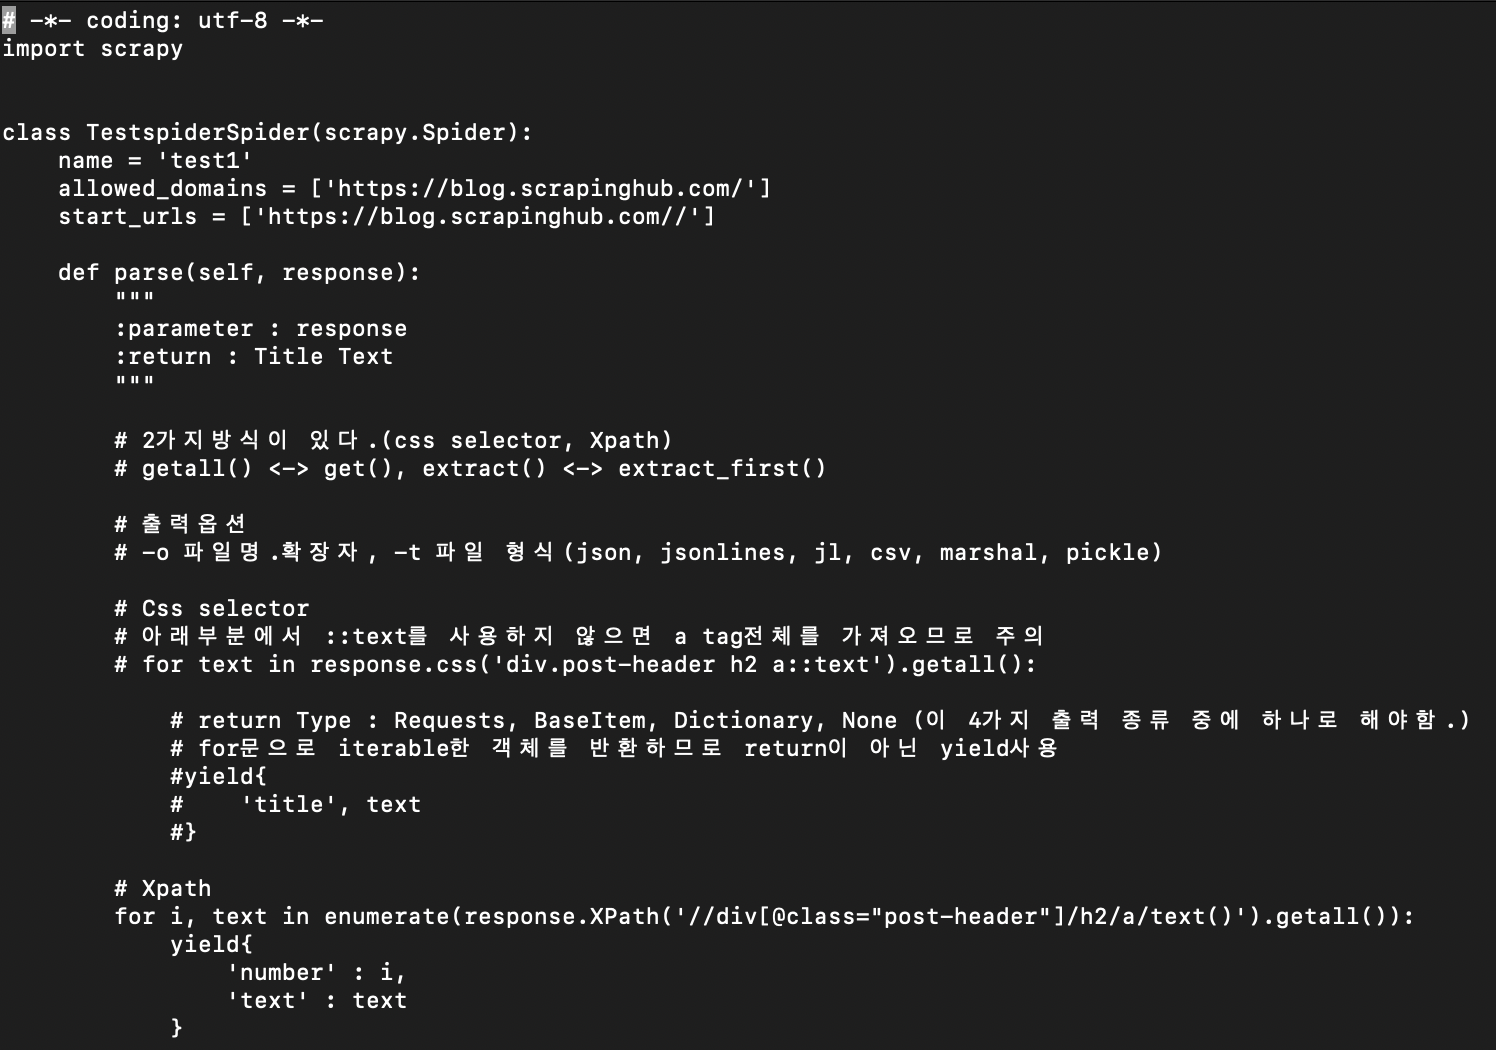 # -*- coding: utf-8 -*-
import scrapy
class TestspiderSpider(scrapy.Spider):
    name = 'test1'
    allowed_domains = ['https://blog.scrapinghub.com/']
    start_urls = ['https://blog.scrapinghub.com//']
    def parse(self, response):
        """
        :parameter : response
        :return : Title Text
        """
        # 2가지방식이 있다.(css selector, Xpath)
        # getall() <-> get(), extract() <-> extract_first()
        # 출력옵션
        # -o 파일명.확장자, -t 파일 형식(json, jsonlines, jl, csv, marshal, pickle)
        # Css selector
        # 아래부분에서 ::text를 사용하지 않으면 a tag전체를 가져오므로 주의
        # for text in response.css('div.post-header h2 a::text').getall():
            # return Type : Requests, BaseItem, Dictionary, None (이 4가지 출력 종류 중에 하나로 해야함.)
            # for문으로 iterable한 객체를 반환하므로 return이 아닌 yield사용
            #yield{
            #    'title', text
            #}
        # Xpath
        for i, text in enumerate(response.XPath('//div[@class="post-header"]/h2/a/text()').getall()):
            yield{
                'number' : i,
                'text' : text
            }